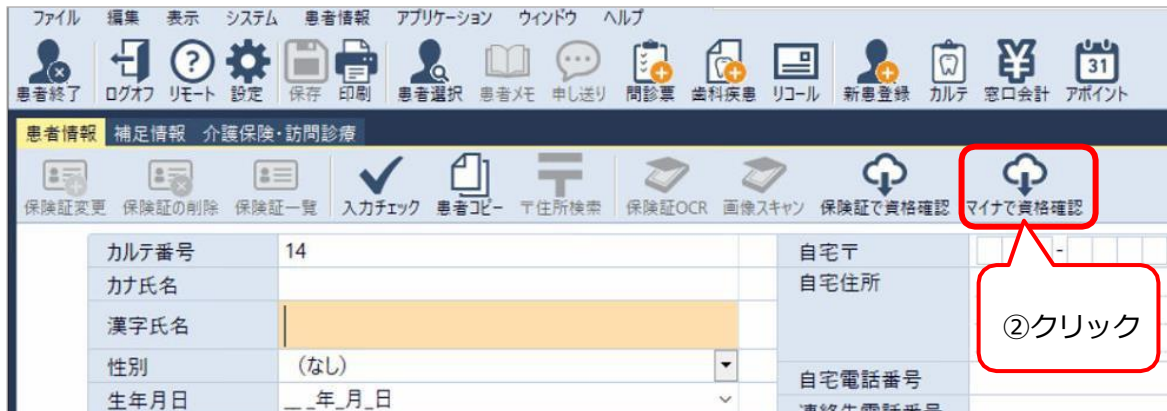 ファイル 編集 表示 システム 患者情報 アプリケーション ウィンドウ ヘルプ
患者終了 ログオフ リモート 設定 保存 印刷 患者選択 患者メモ 申し送り 問診票 歯科疾患 リコール 新患登録 カルテ 窓口会計 アポイント
31
患者情報 補足情報 介護保険・訪問診療
保険証変更 保険証の削除 保険証一覧 入力チェック 患者コピー 〒住所検索 保険証OCR 画像スキャン 保険証で資格確認 マイナで資格確認
カルテ番号 14 自宅〒 -
カナ氏名 自宅住所
漢字氏名
②クリック
性別 (なし)
自宅電話番号
生年月日 __年_月_日
連絡先電話番号